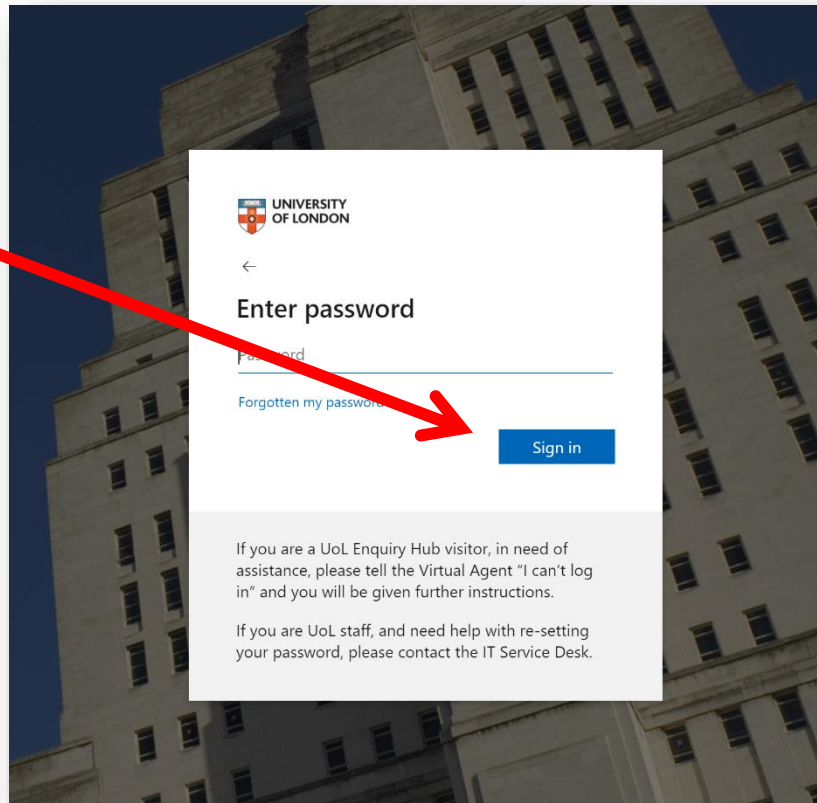 UNIVERSITY
OF LONDON
Enter password
Password
Forgotten my password
Sign in
If you are a UoL Enquiry Hub visitor, in need of
assistance, please tell the Virtual Agent "I can't log
in" and you will be given further instructions.
If you are UoL staff, and need help with re-setting
your password, please contact the IT Service Desk.